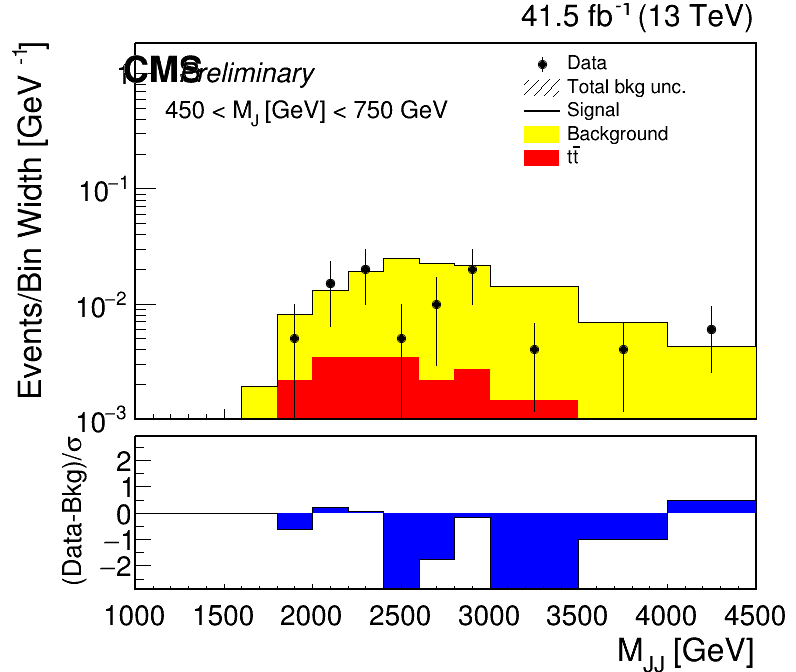 41.5 fb⁻¹ (13 TeV)
CMS Preliminary
450 < M_J [GeV] < 750 GeV
Data
Total bkg unc.
Signal
Background
tt̄
Events/Bin Width [GeV⁻¹]
1
10⁻¹
10⁻²
10⁻³
(Data-Bkg)/σ
2
1
0
−1
−2
1000 1500 2000 2500 3000 3500 4000 4500
M_JJ [GeV]